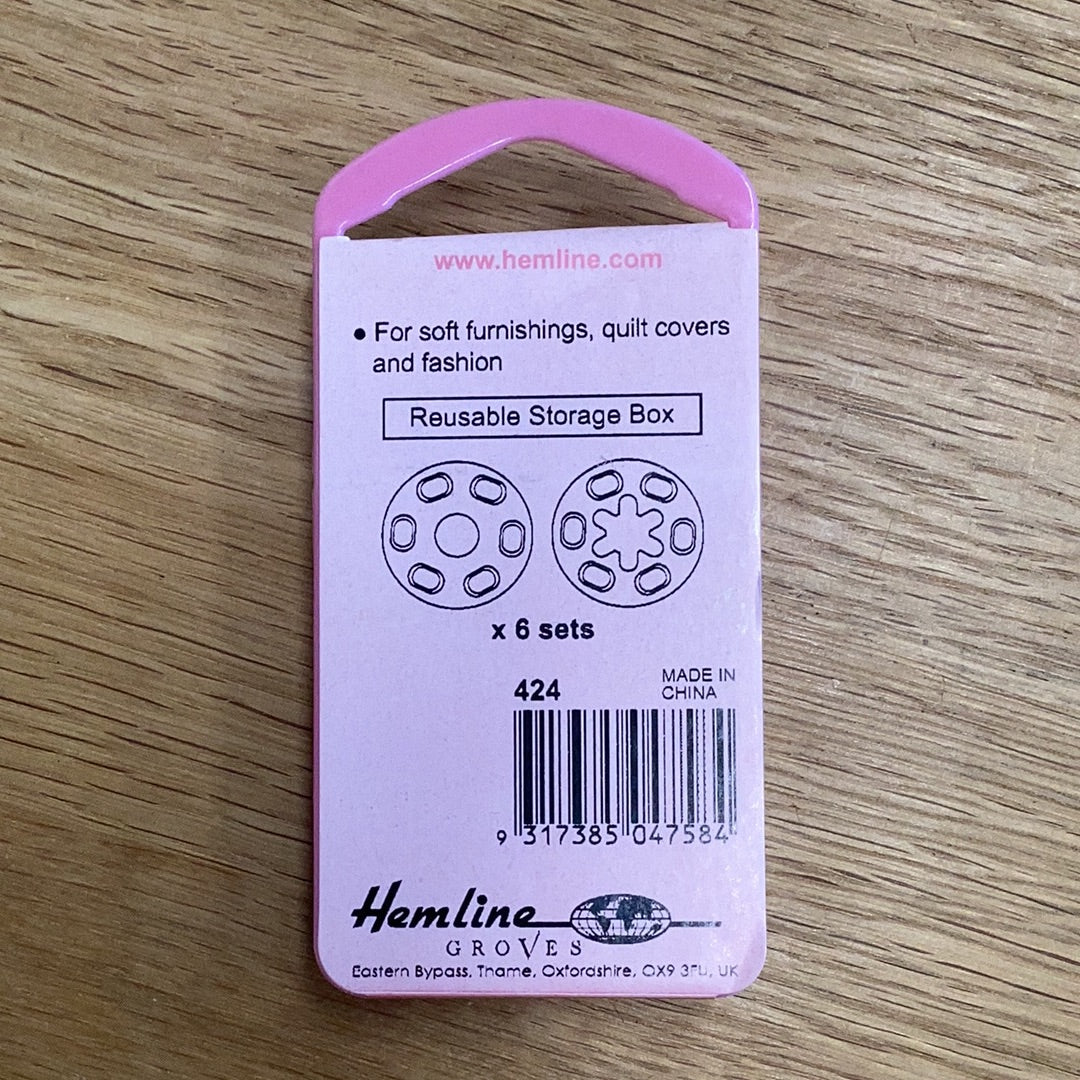 www.hemline.com
• For soft furnishings, quilt covers
and fashion
Reusable Storage Box
x 6 sets
424
MADE IN
CHINA
9 317385 047584
Hemline
GROVES
Eastern Bypass, Thame, Oxfordshire, OX9 3FU, UK